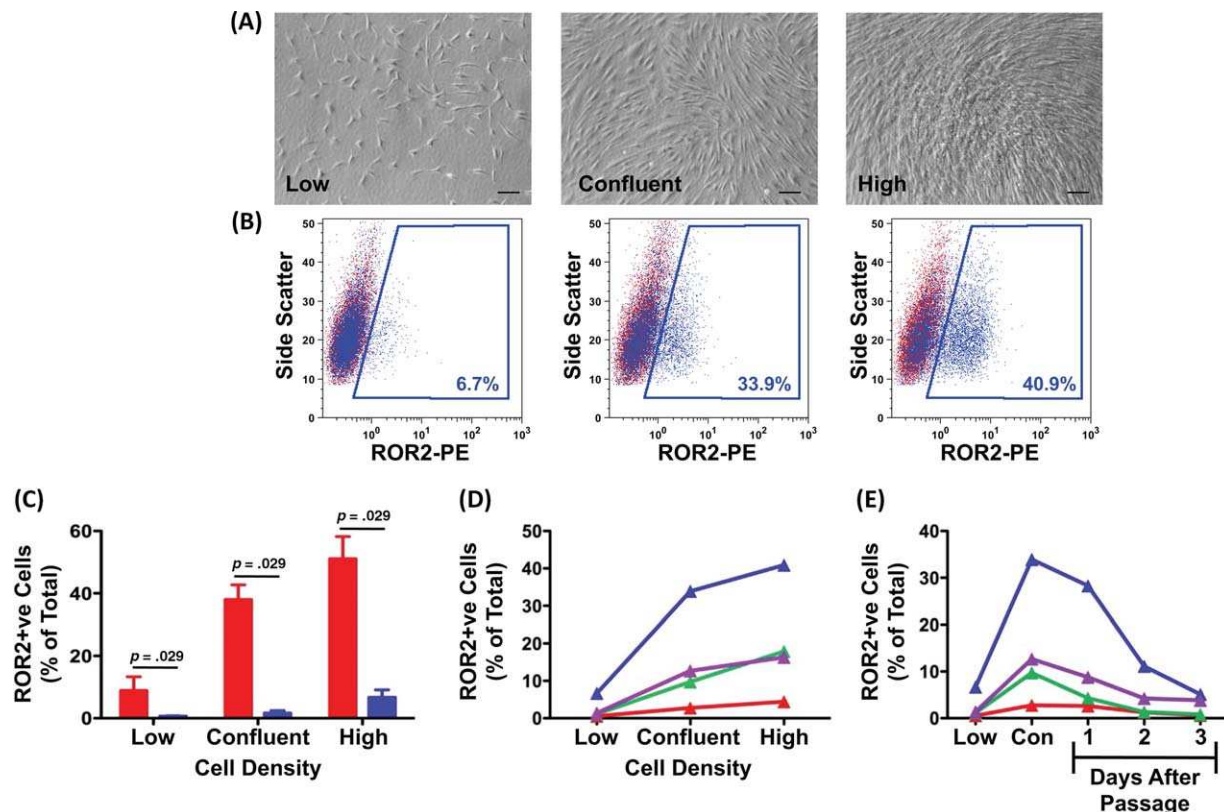 (A)
Low
Confluent
High
(B)
Side Scatter
50
40
30
20
10
0
6.7%
10⁰ 10¹ 10² 10³
ROR2-PE
Side Scatter
50
40
30
20
10
0
33.9%
10⁰ 10¹ 10² 10³
ROR2-PE
Side Scatter
50
40
30
20
10
0
40.9%
10⁰ 10¹ 10² 10³
ROR2-PE
(C)
ROR2+ve Cells
(% of Total)
60
40
20
0
p = .029
p = .029
p = .029
Low Confluent High
Cell Density
(D)
ROR2+ve Cells
(% of Total)
50
40
30
20
10
0
Low Confluent High
Cell Density
(E)
ROR2+ve Cells
(% of Total)
40
30
20
10
0
Low Con 1 2 3
Days After
Passage